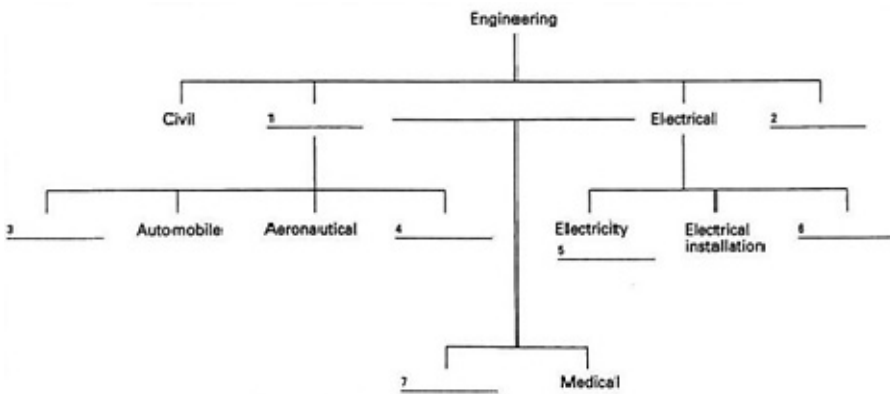 Engineering
Civil
1
Electrical
2
3
Automobile
Aeronautical
4
Electricity
5
Electrical
installation
6
7
Medical